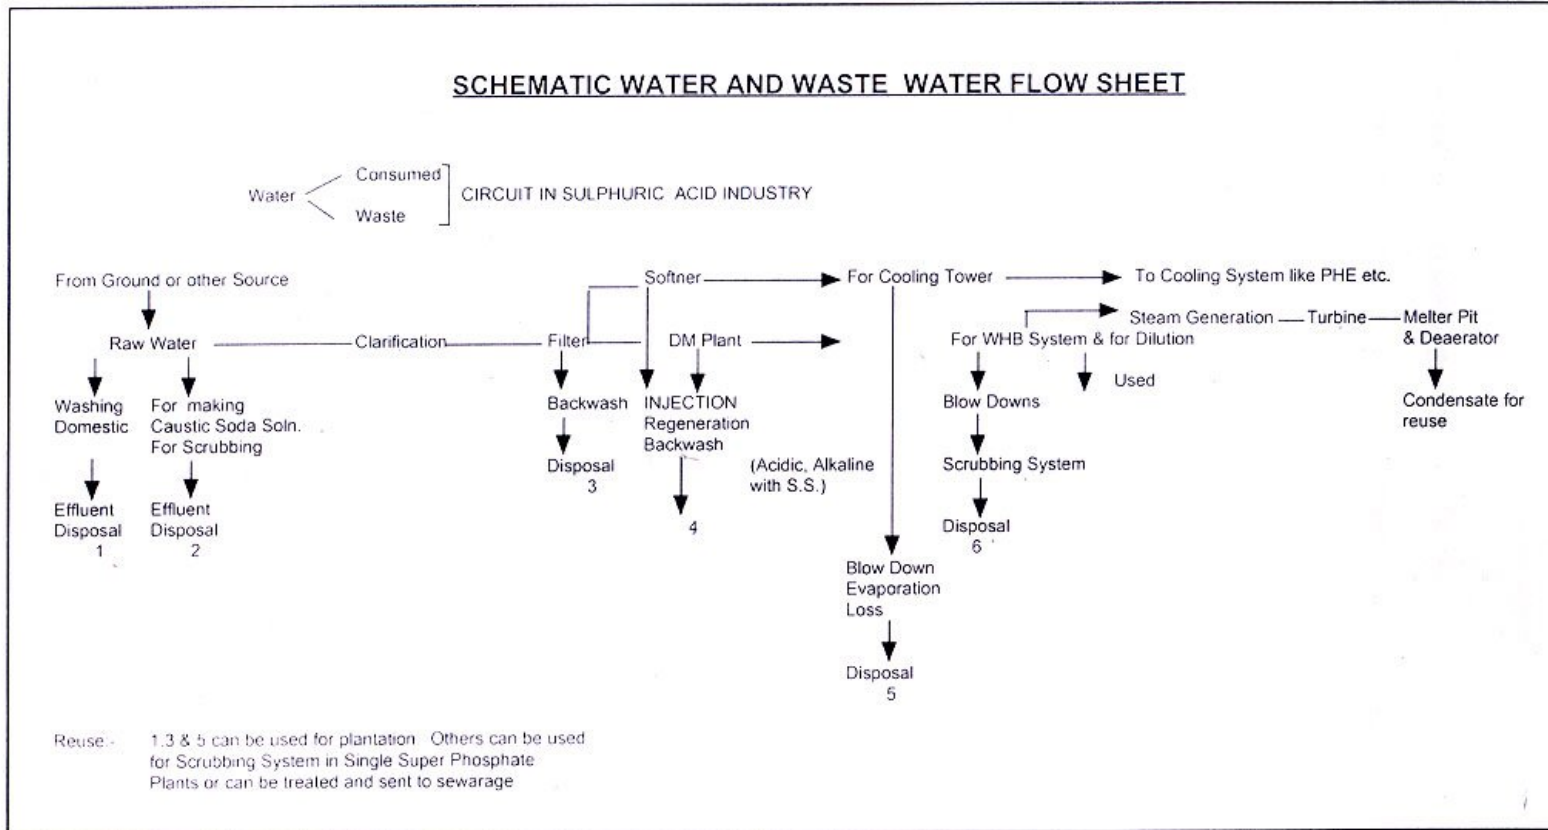 SCHEMATIC WATER AND WASTE WATER FLOW SHEET
Consumed
Water
Waste
CIRCUIT IN SULPHURIC ACID INDUSTRY
From Ground or other Source
Softner
For Cooling Tower
To Cooling System like PHE etc.
Raw Water
Clarification
Filter
DM Plant
For WHB System & for Dilution
Steam Generation
Turbine
Melter Pit
& Deaerator
Used
Washing
Domestic
For making
Caustic Soda Soln.
For Scrubbing
Backwash
INJECTION
Regeneration
Backwash
Blow Downs
Condensate for
reuse
Disposal
3
(Acidic, Alkaline
with S.S.)
Scrubbing System
Effluent
Disposal
1
Effluent
Disposal
2
4
Disposal
6
Blow Down
Evaporation
Loss
Disposal
5
Reuse:- 1.3 & 5 can be used for plantation Others can be used
for Scrubbing System in Single Super Phosphate
Plants or can be treated and sent to sewarage